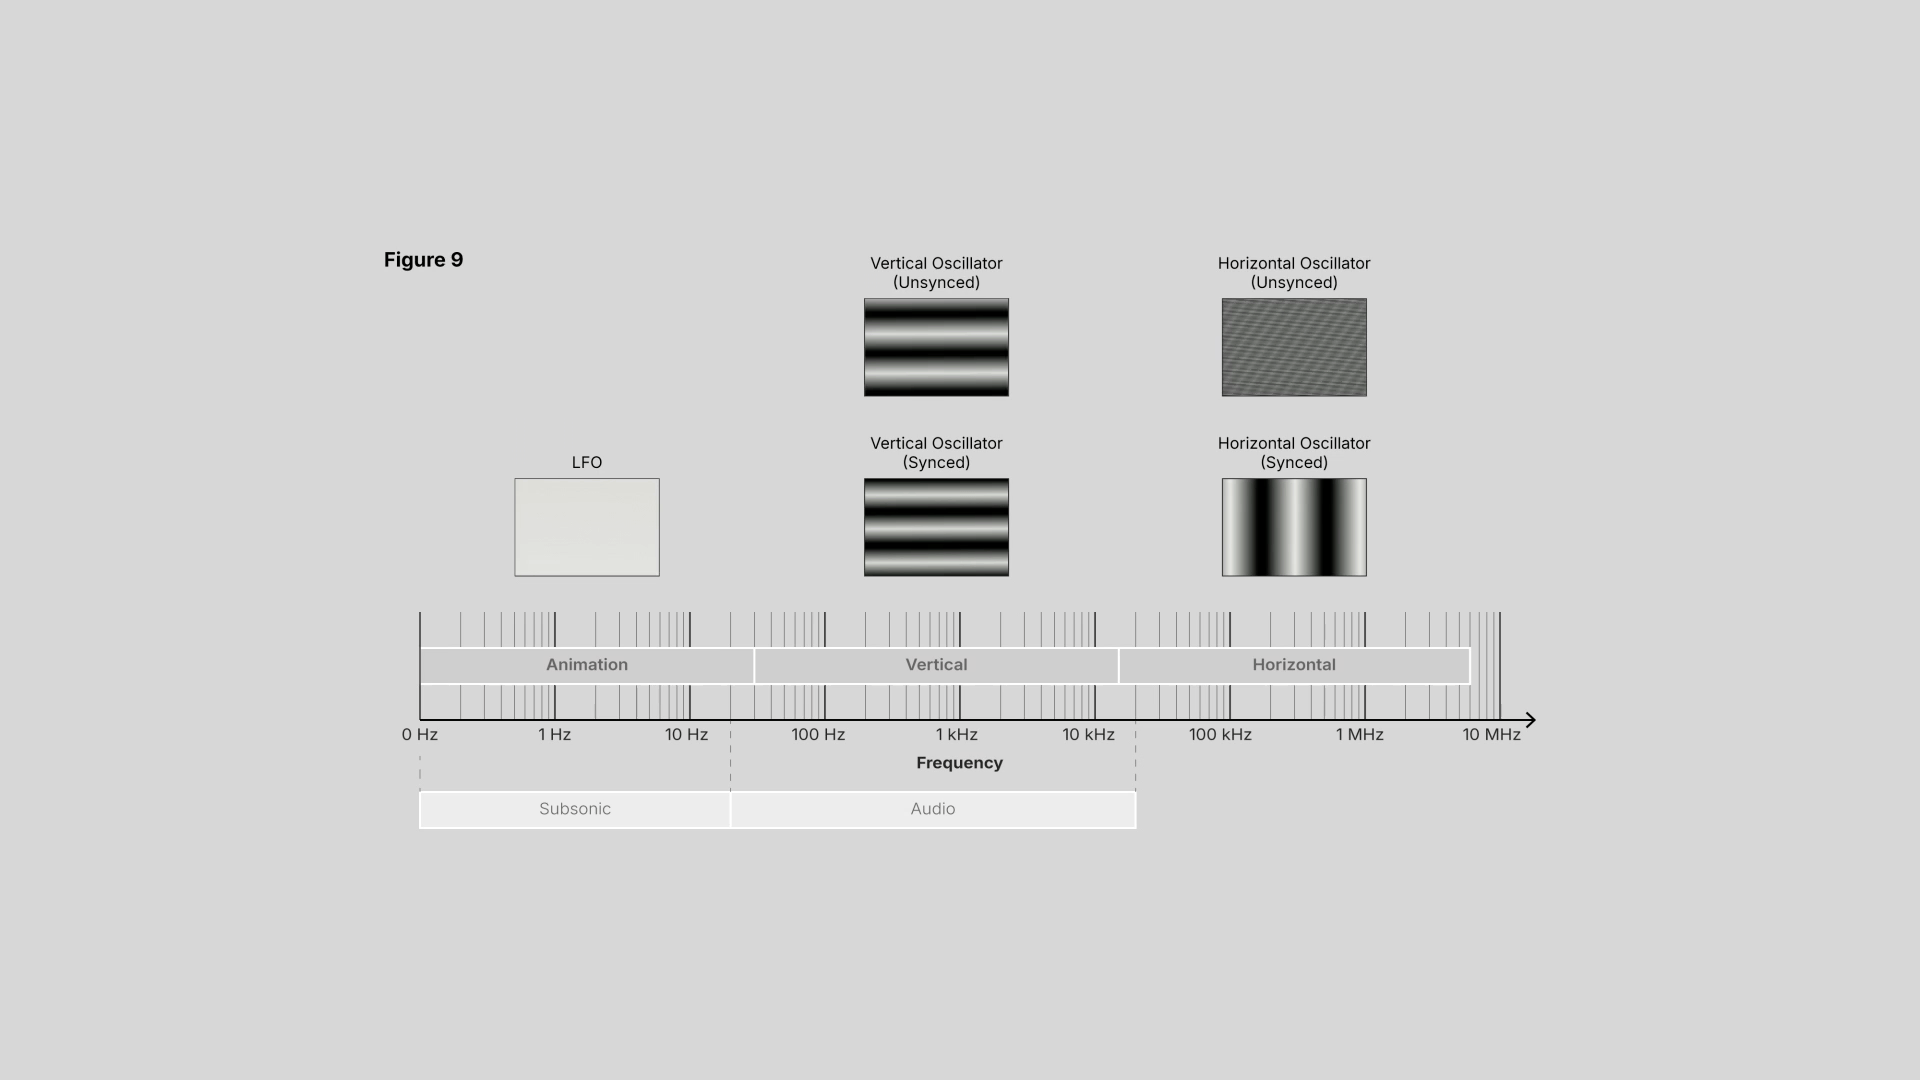 Figure 9
Vertical Oscillator
(Unsynced)
Horizontal Oscillator
(Unsynced)
LFO
Vertical Oscillator
(Synced)
Horizontal Oscillator
(Synced)
Animation
Vertical
Horizontal
0 Hz
1 Hz
10 Hz
100 Hz
1 kHz
10 kHz
100 kHz
1 MHz
10 MHz
Frequency
Subsonic
Audio